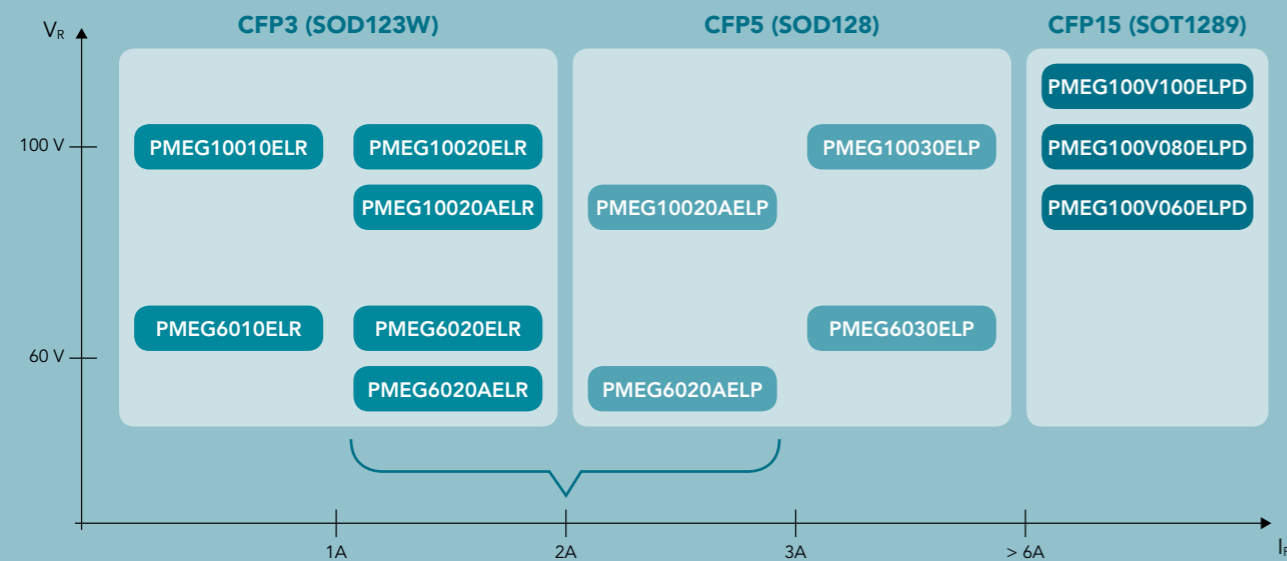 CFP3 (SOD123W)
CFP5 (SOD128)
CFP15 (SOT1289)
VR
PMEG100V100ELPD
100 V
PMEG10010ELR
PMEG10020ELR
PMEG10030ELP
PMEG100V080ELPD
PMEG10020AELR
PMEG10020AELP
PMEG100V060ELPD
PMEG6010ELR
PMEG6020ELR
PMEG6030ELP
60 V
PMEG6020AELR
PMEG6020AELP
1A
2A
3A
> 6A
IF